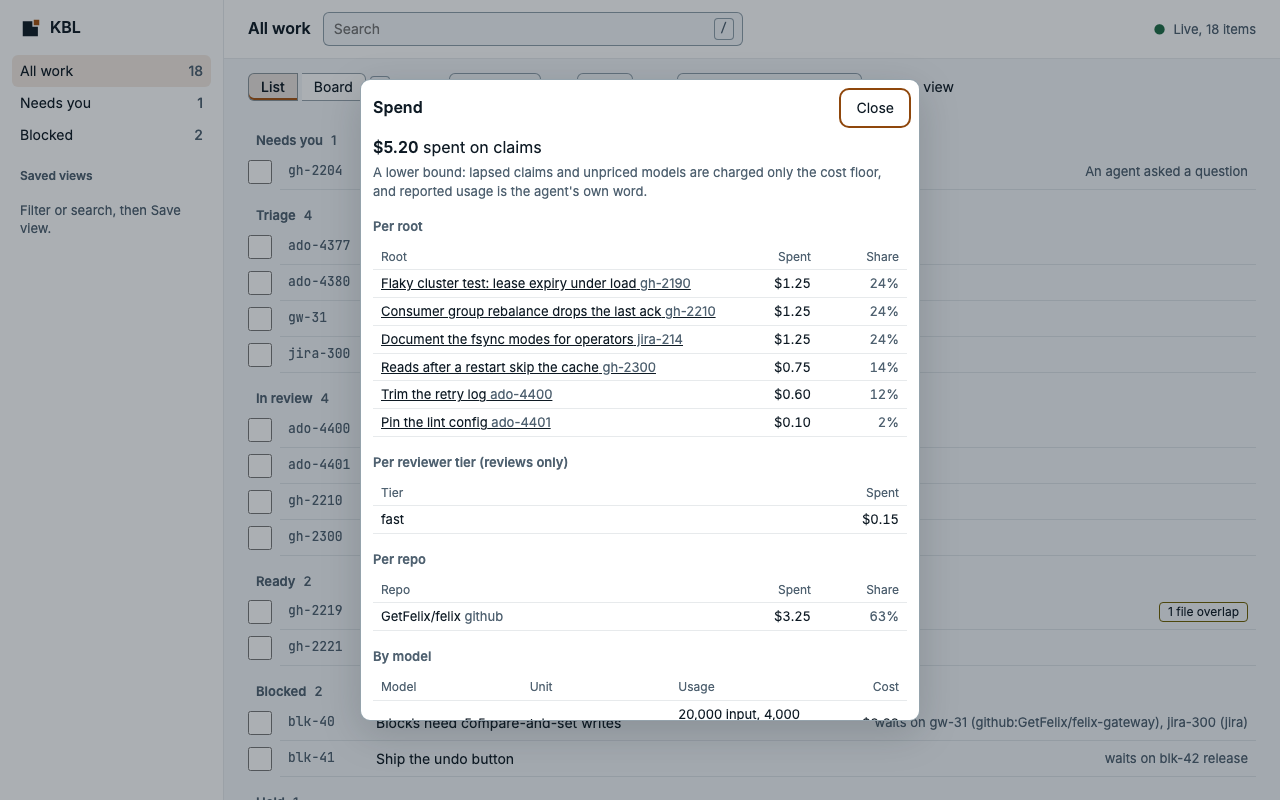 KBL
All work
Search
/
Live, 18 items
All work 18
Needs you 1
Blocked 2
Saved views
Filter or search, then Save
view.
List
Board
view
Needs you 1
gh-2204
An agent asked a question
Triage 4
ado-4377
ado-4380
gw-31
jira-300
In review 4
ado-4400
ado-4401
gh-2210
gh-2300
Ready 2
gh-2219
1 file overlap
gh-2221
Blocked 2
blk-40 Blocks need compare-and-set writes waits on gw-31 (github:GetFelix/felix-gateway), jira-300 (jira)
blk-41 Ship the undo button waits on blk-42 release
Spend
Close
$5.20 spent on claims
A lower bound: lapsed claims and unpriced models are charged only the cost floor,
and reported usage is the agent's own word.
Per root
Root Spent Share
Flaky cluster test: lease expiry under load gh-2190 $1.25 24%
Consumer group rebalance drops the last ack gh-2210 $1.25 24%
Document the fsync modes for operators jira-214 $1.25 24%
Reads after a restart skip the cache gh-2300 $0.75 14%
Trim the retry log ado-4400 $0.60 12%
Pin the lint config ado-4401 $0.10 2%
Per reviewer tier (reviews only)
Tier Spent
fast $0.15
Per repo
Repo Spent Share
GetFelix/felix github $3.25 63%
By model
Model Unit Usage Cost
20,000 input, 4,000